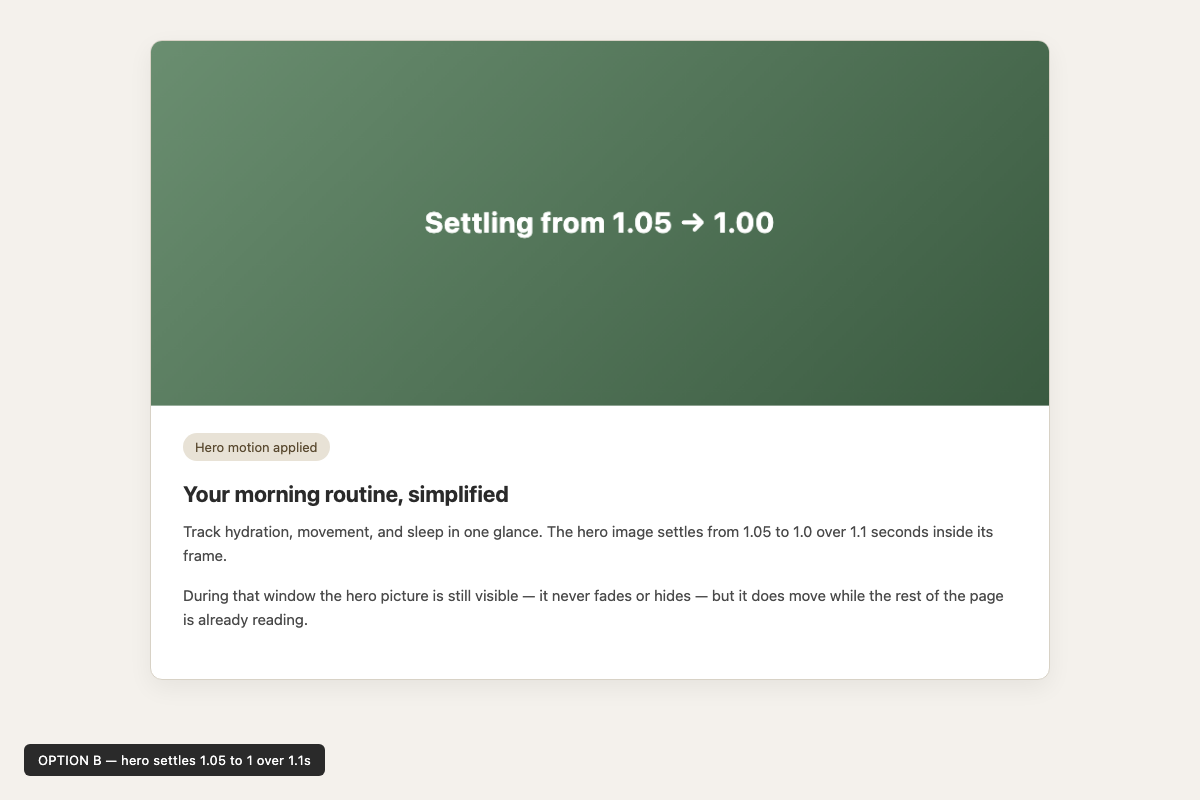 Settling from 1.05 → 1.00
Hero motion applied
Your morning routine, simplified
Track hydration, movement, and sleep in one glance. The hero image settles from 1.05 to 1.0 over 1.1 seconds inside its
frame.
During that window the hero picture is still visible — it never fades or hides — but it does move while the rest of the page
is already reading.
OPTION B — hero settles 1.05 to 1 over 1.1s